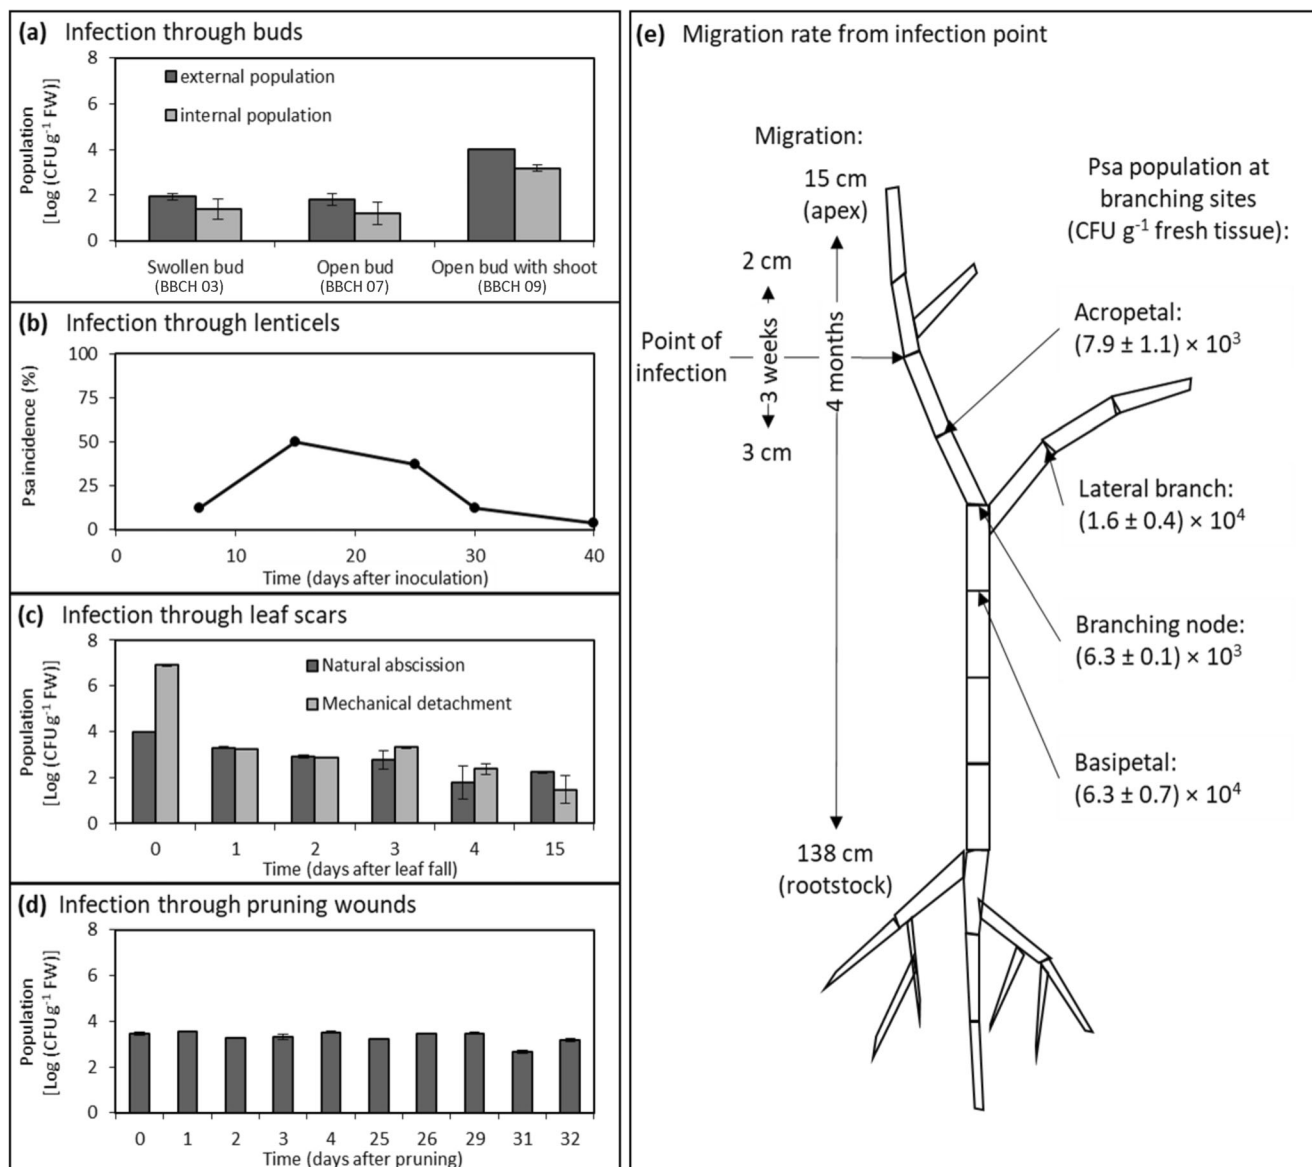 (a) Infection through buds
Population
[Log (CFU g⁻¹ FW)]
8
6
4
2
0
external population
internal population
Swollen bud
(BBCH 03)
Open bud
(BBCH 07)
Open bud with shoot
(BBCH 09)
(b) Infection through lenticels
Psa incidence (%)
100
75
50
25
0
0 10 20 30 40
Time (days after inoculation)
(c) Infection through leaf scars
Population
[Log (CFU g⁻¹ FW)]
8
6
4
2
0
Natural abscission
Mechanical detachment
0 1 2 3 4 15
Time (days after leaf fall)
(d) Infection through pruning wounds
Population
[Log (CFU g⁻¹ FW)]
8
6
4
2
0
0 1 2 3 4 25 26 29 31 32
Time (days after pruning)
(e) Migration rate from infection point
Migration:
15 cm
(apex)
2 cm
3 weeks
4 months
Point of
infection
3 cm
138 cm
(rootstock)
Psa population at
branching sites
(CFU g⁻¹ fresh tissue):
Acropetal:
(7.9 ± 1.1) × 10³
Lateral branch:
(1.6 ± 0.4) × 10⁴
Branching node:
(6.3 ± 0.1) × 10³
Basipetal:
(6.3 ± 0.7) × 10⁴